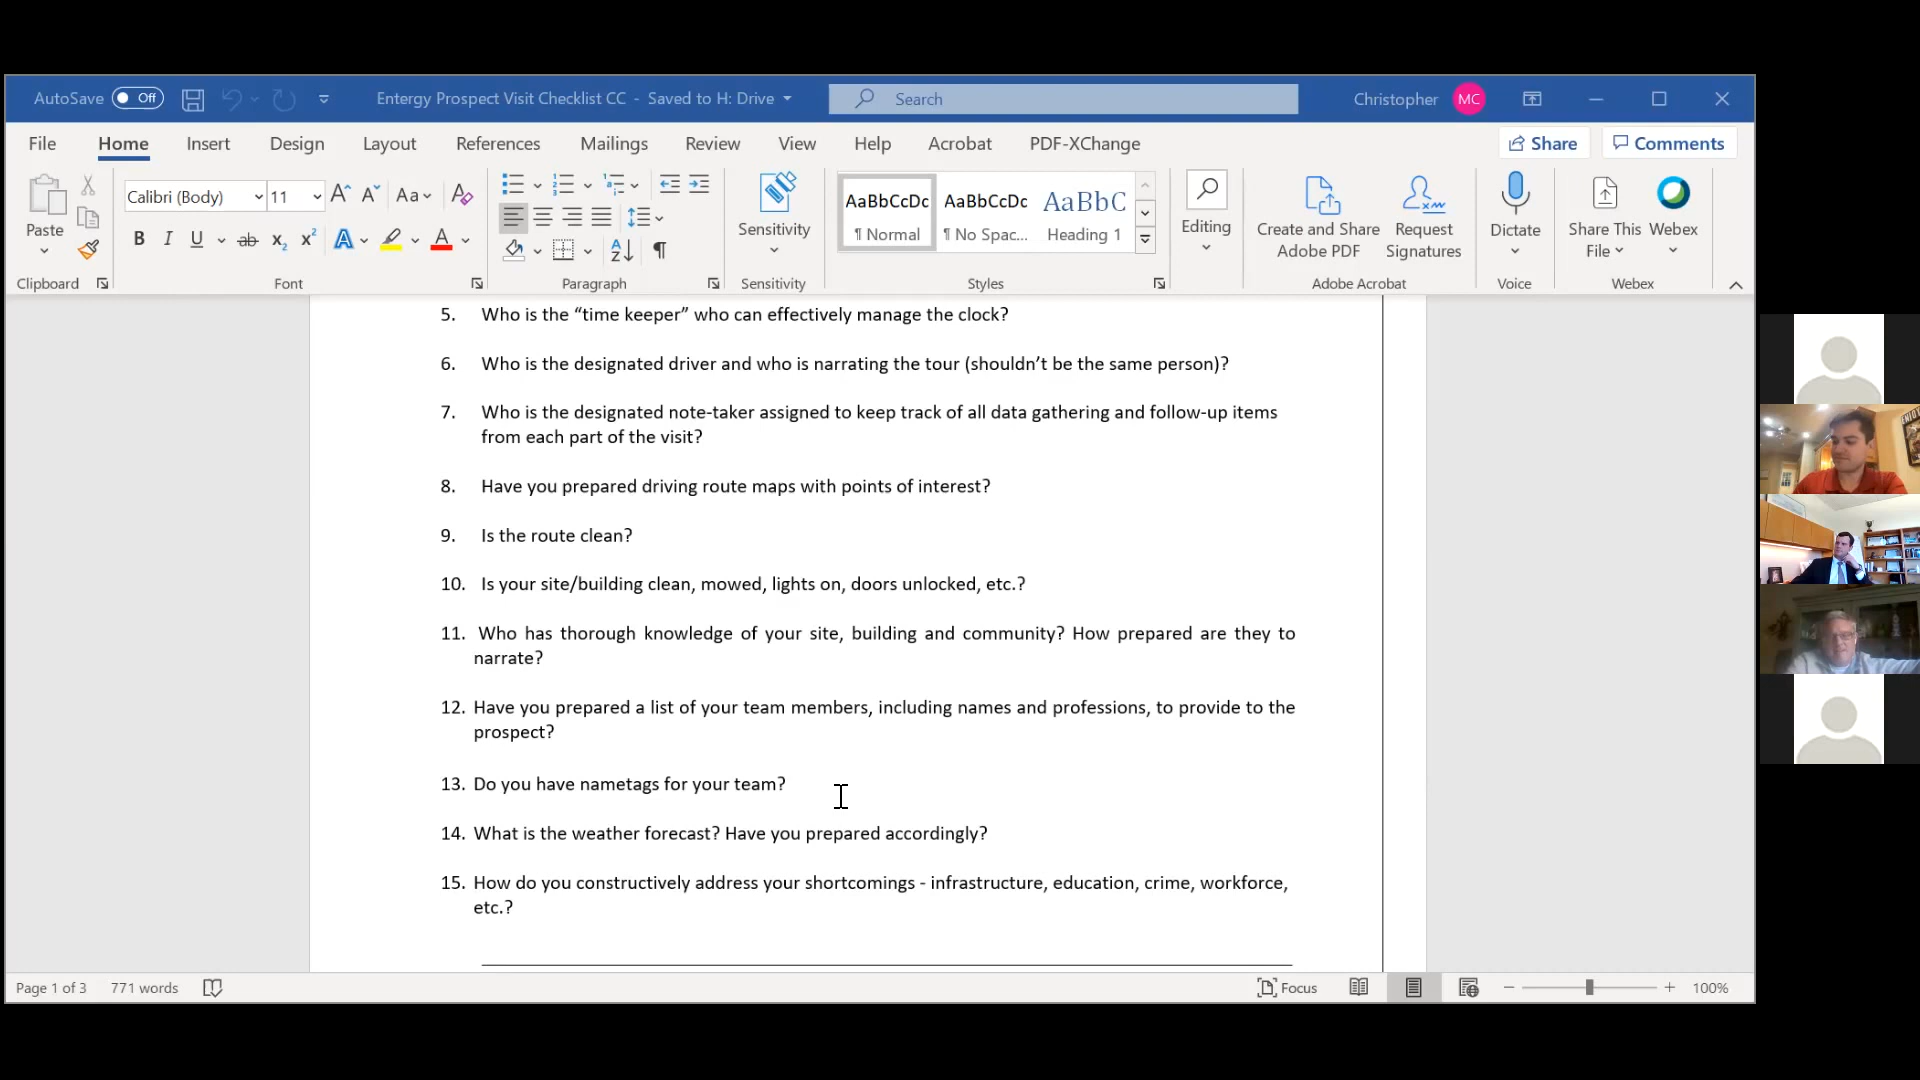 AutoSave Off Entergy Prospect Visit Checklist CC - Saved to H: Drive Search Christopher MC
File Home Insert Design Layout References Mailings Review View Help Acrobat PDF-XChange Share Comments
Calibri (Body) 11 Aa
Paste B I U ab x2 x2 A A
AaBbCcDc AaBbCcDc AaBbC
¶ Normal ¶ No Spac... Heading 1
Sensitivity Editing
Create and Share Adobe PDF
Request Signatures
Dictate
Share This File
Webex
Clipboard Font Paragraph Sensitivity Styles Adobe Acrobat Voice Webex
5. Who is the “time keeper” who can effectively manage the clock?
6. Who is the designated driver and who is narrating the tour (shouldn’t be the same person)?
7. Who is the designated note-taker assigned to keep track of all data gathering and follow-up items
from each part of the visit?
8. Have you prepared driving route maps with points of interest?
9. Is the route clean?
10. Is your site/building clean, mowed, lights on, doors unlocked, etc.?
11. Who has thorough knowledge of your site, building and community? How prepared are they to
narrate?
12. Have you prepared a list of your team members, including names and professions, to provide to the
prospect?
13. Do you have nametags for your team?
14. What is the weather forecast? Have you prepared accordingly?
15. How do you constructively address your shortcomings - infrastructure, education, crime, workforce,
etc.?
Page 1 of 3 771 words Focus 100%